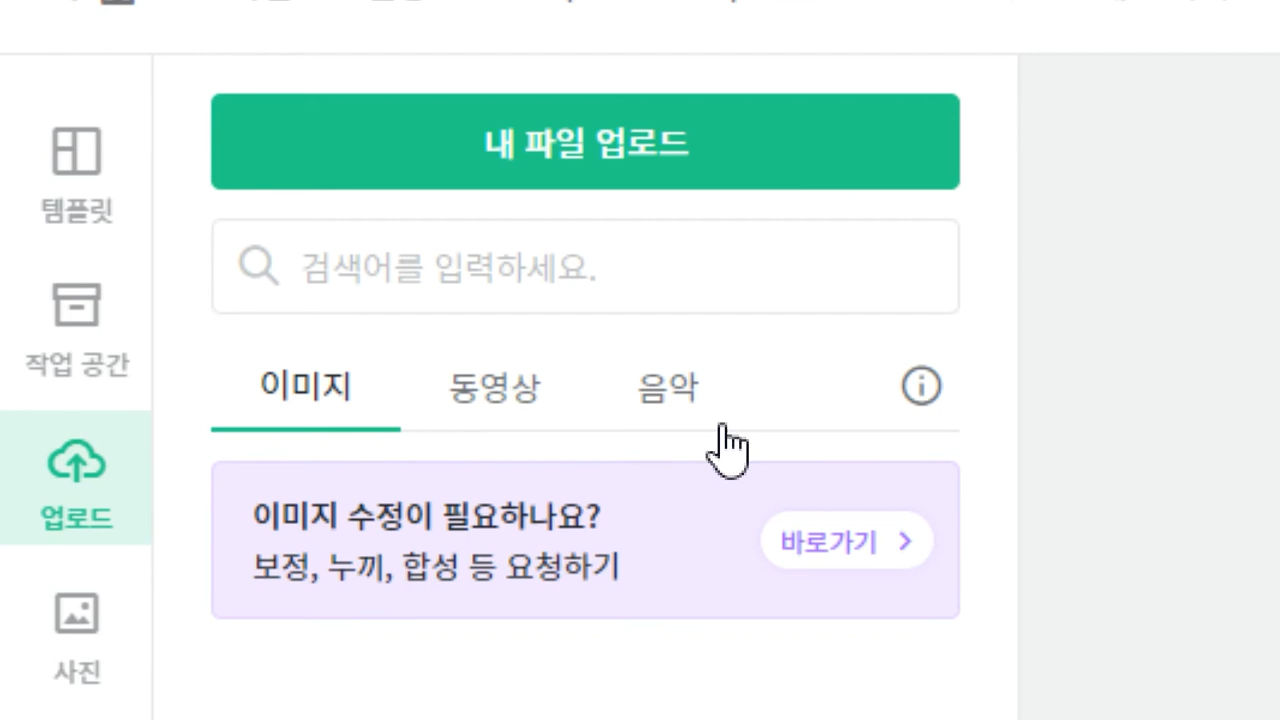 내 파일 업로드
템플릿
검색어를 입력하세요.
작업 공간
이미지
동영상
음악
업로드
이미지 수정이 필요하나요?
보정, 누끼, 합성 등 요청하기
바로가기
사진